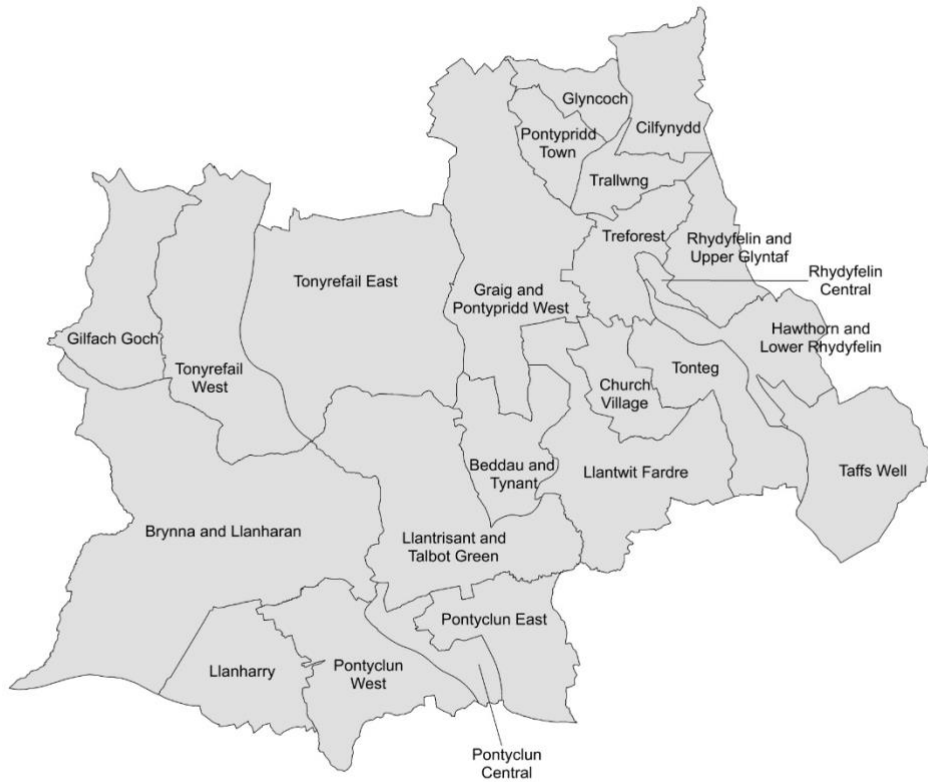 Glyncoch
Cilfynydd
Pontypridd
Town
Trallwng
Treforest
Rhydyfelin and
Upper Glyntaf
Rhydyfelin
Central
Tonyrefail East
Graig and
Pontypridd West
Gilfach Goch
Hawthorn and
Lower Rhydyfelin
Tonyrefail
West
Tonteg
Church
Village
Beddau and
Tynant
Llantwit Fardre
Taffs Well
Brynna and Llanharan
Llantrisant and
Talbot Green
Pontyclun East
Llanharry
Pontyclun
West
Pontyclun
Central